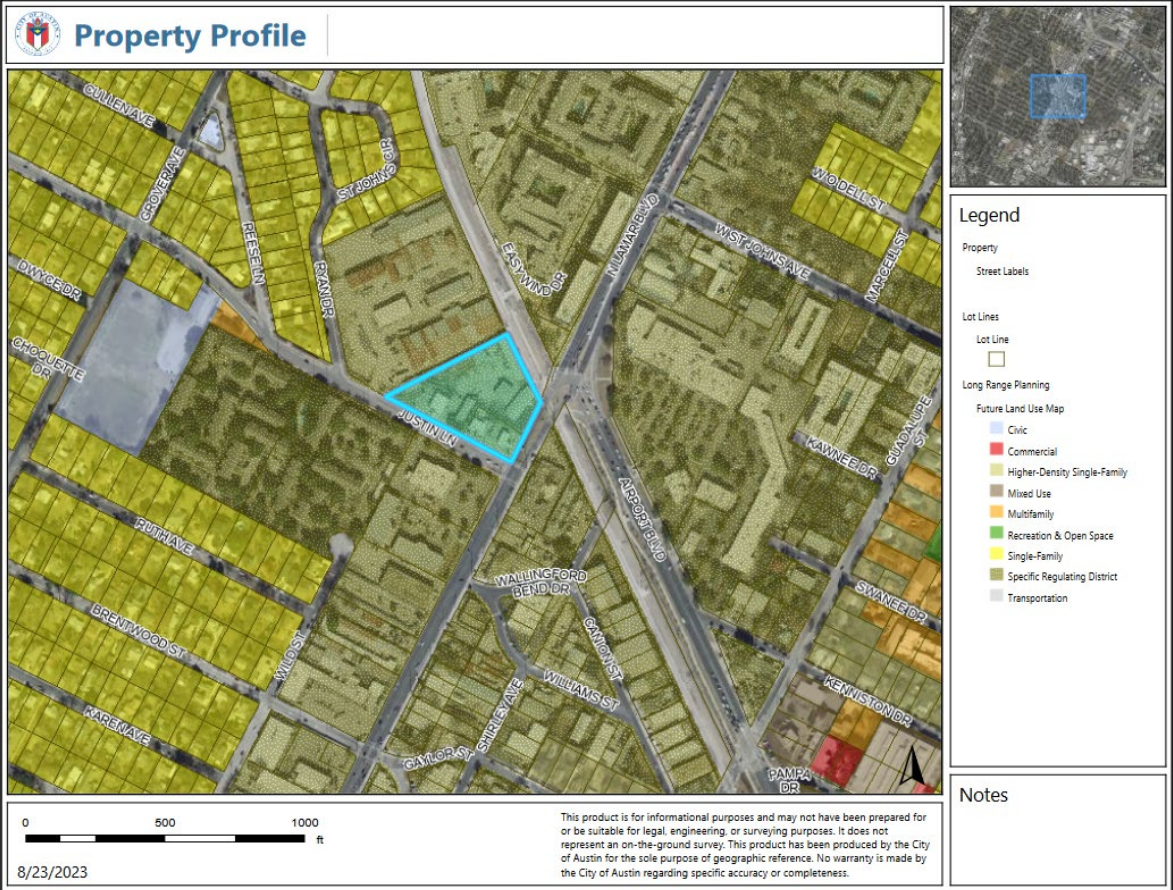 Property Profile
CULLEN AVE
GROVER AVE
ST JOHNS CIR
REESE LN
RYAN DR
DWYCE DR
CHOQUETTE
DR
EASY WIND DR
N LAMAR BLVD
W ST JOHNS AVE
W O DELL ST
MARCELL ST
JUSTIN LN
KAWNEE DR
GUADALUPE
ST
AIRPORT BLVD
RUTH AVE
WALLINGFORD
BEND DR
BRENTWOOD ST
WILD ST
CANION ST
SWANEE DR
WILLIAMS ST
KAREN AVE
SHIRLEY AVE
KENNISTON DR
GAYLOR ST
PAMPA
DR
Legend
Property
Street Labels
Lot Lines
Lot Line
Long Range Planning
Future Land Use Map
Civic
Commercial
Higher-Density Single-Family
Mixed Use
Multifamily
Recreation & Open Space
Single-Family
Specific Regulating District
Transportation
Notes
0 500 1000
ft
8/23/2023
This product is for informational purposes and may not have been prepared for
or be suitable for legal, engineering, or surveying purposes. It does not
represent an on-the-ground survey. This product has been produced by the City
of Austin for the sole purpose of geographic reference. No warranty is made by
the City of Austin regarding specific accuracy or completeness.